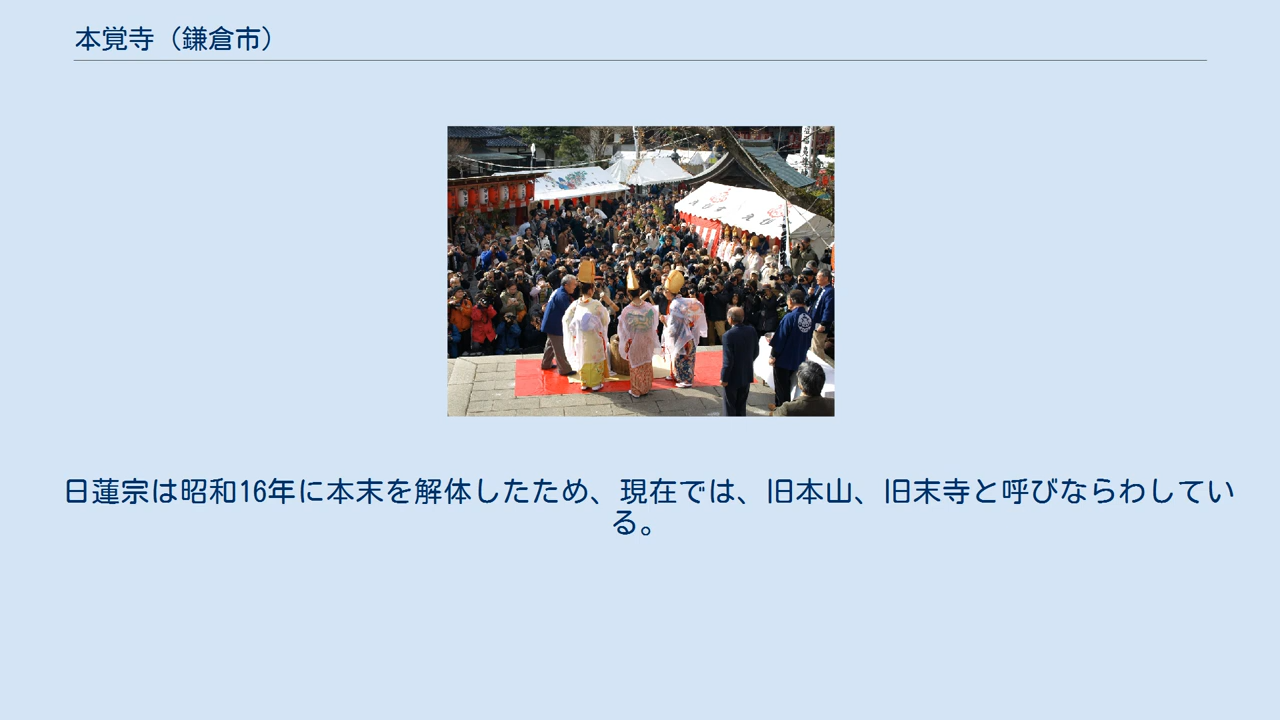 本覚寺（鎌倉市）
日蓮宗は昭和16年に本末を解体したため、現在では、旧本山、旧末寺と呼びならわしてい
る。